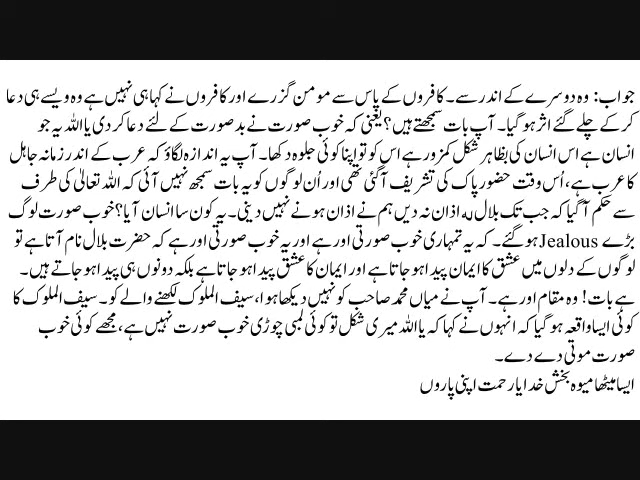 جواب: وہ دوسرے کے اندر سے۔ کافروں کے پاس سے مومن گزرے اور کافروں نے کہا ہی نہیں ہے وہ ویسے ہی دعا
کر کے چلے گئے اثر ہو گیا۔ آپ بات سمجھتے ہیں؟ یعنی کہ خوب صورت نے بد صورت کے لئے دعا کر دی یا اللہ یہ جو
انسان ہے اس انسان کی بظاہر شکل کمزور ہے اس کو تو اپنا کوئی جلوہ دکھا۔ آپ یہ اندازہ لگاؤ کہ عرب کے اندر زمانہ جاہل
کا عرب ہے، اُس وقت حضور پاک کی تشریف آ گئی تھی اور اُن لوگوں کو یہ بات سمجھ نہیں آئی کہ اللہ تعالیٰ کی طرف
سے حکم آ گیا کہ جب تک بلال اذان نہ دیں ہم نے اذان ہونے نہیں دینی۔ یہ کون سا انسان آیا؟ خوب صورت لوگ
بڑے Jealous ہو گئے۔ کہ یہ تمہاری خوب صورتی اور ہے اور یہ خوب صورتی اور ہے کہ حضرت بلال نام آتا ہے تو
لوگوں کے دلوں میں عشق کا ایمان پیدا ہو جاتا ہے اور ایمان کا عشق پیدا ہو جاتا ہے بلکہ دونوں ہی پیدا ہو جاتے ہیں۔
ہے بات! وہ مقام اور ہے۔ آپ نے میاں محمد صاحب کو نہیں دیکھا ہوا، سیف الملوک لکھنے والے کو۔ سیف الملوک کا
کوئی ایسا واقعہ ہو گیا کہ انہوں نے کہا کہ یا اللہ میری شکل تو کوئی لمبی چوڑی خوب صورت نہیں ہے، مجھے کوئی خوب
صورت موتی دے دے۔
ایسا میٹھا میوہ بخش خدایا رحمت اپنی پاروں